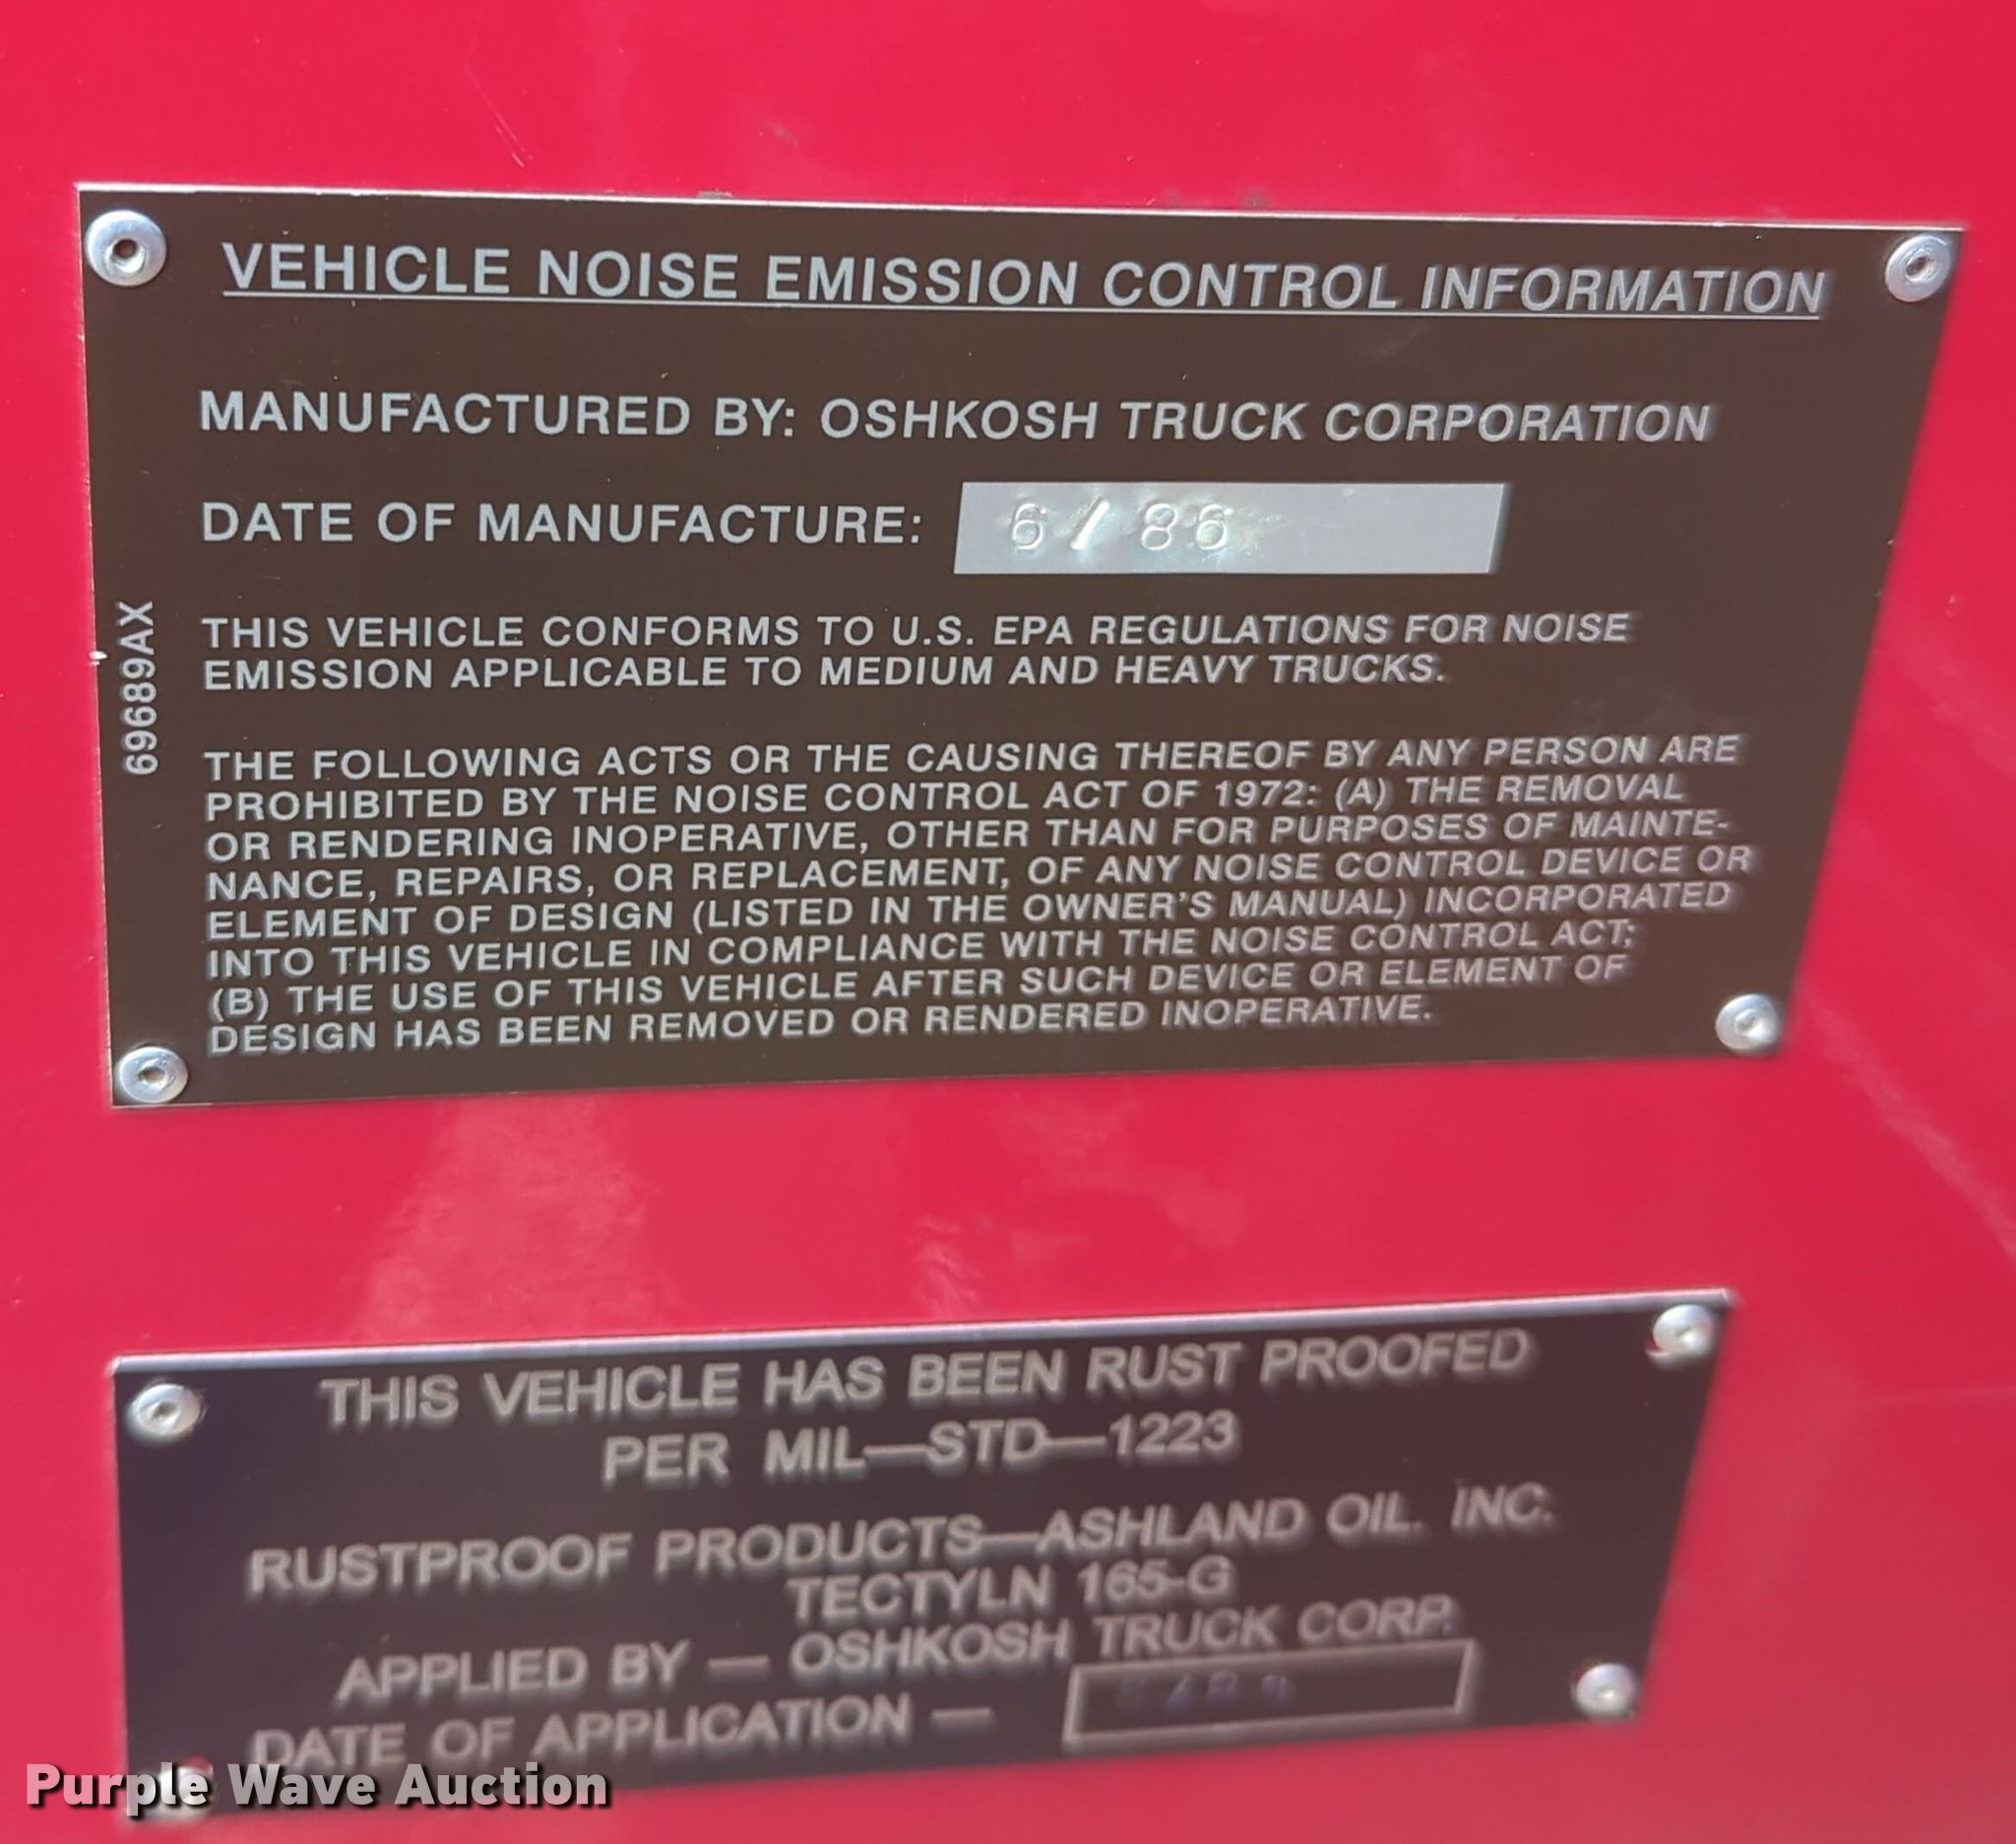 VEHICLE NOISE EMISSION CONTROL INFORMATION
MANUFACTURED BY: OSHKOSH TRUCK CORPORATION
DATE OF MANUFACTURE: 6/86
69689AX
THIS VEHICLE CONFORMS TO U.S. EPA REGULATIONS FOR NOISE
EMISSION APPLICABLE TO MEDIUM AND HEAVY TRUCKS.
THE FOLLOWING ACTS OR THE CAUSING THEREOF BY ANY PERSON ARE
PROHIBITED BY THE NOISE CONTROL ACT OF 1972: (A) THE REMOVAL
OR RENDERING INOPERATIVE, OTHER THAN FOR PURPOSES OF MAINTE-
NANCE, REPAIRS, OR REPLACEMENT, OF ANY NOISE CONTROL DEVICE OR
ELEMENT OF DESIGN (LISTED IN THE OWNER'S MANUAL) INCORPORATED
INTO THIS VEHICLE IN COMPLIANCE WITH THE NOISE CONTROL ACT;
(B) THE USE OF THIS VEHICLE AFTER SUCH DEVICE OR ELEMENT OF
DESIGN HAS BEEN REMOVED OR RENDERED INOPERATIVE.
THIS VEHICLE HAS BEEN RUST PROOFED
PER MIL—STD—1223
RUSTPROOF PRODUCTS—ASHLAND OIL. INC.
TECTYLN 165-G
APPLIED BY — OSHKOSH TRUCK CORP.
DATE OF APPLICATION —
Purple Wave Auction